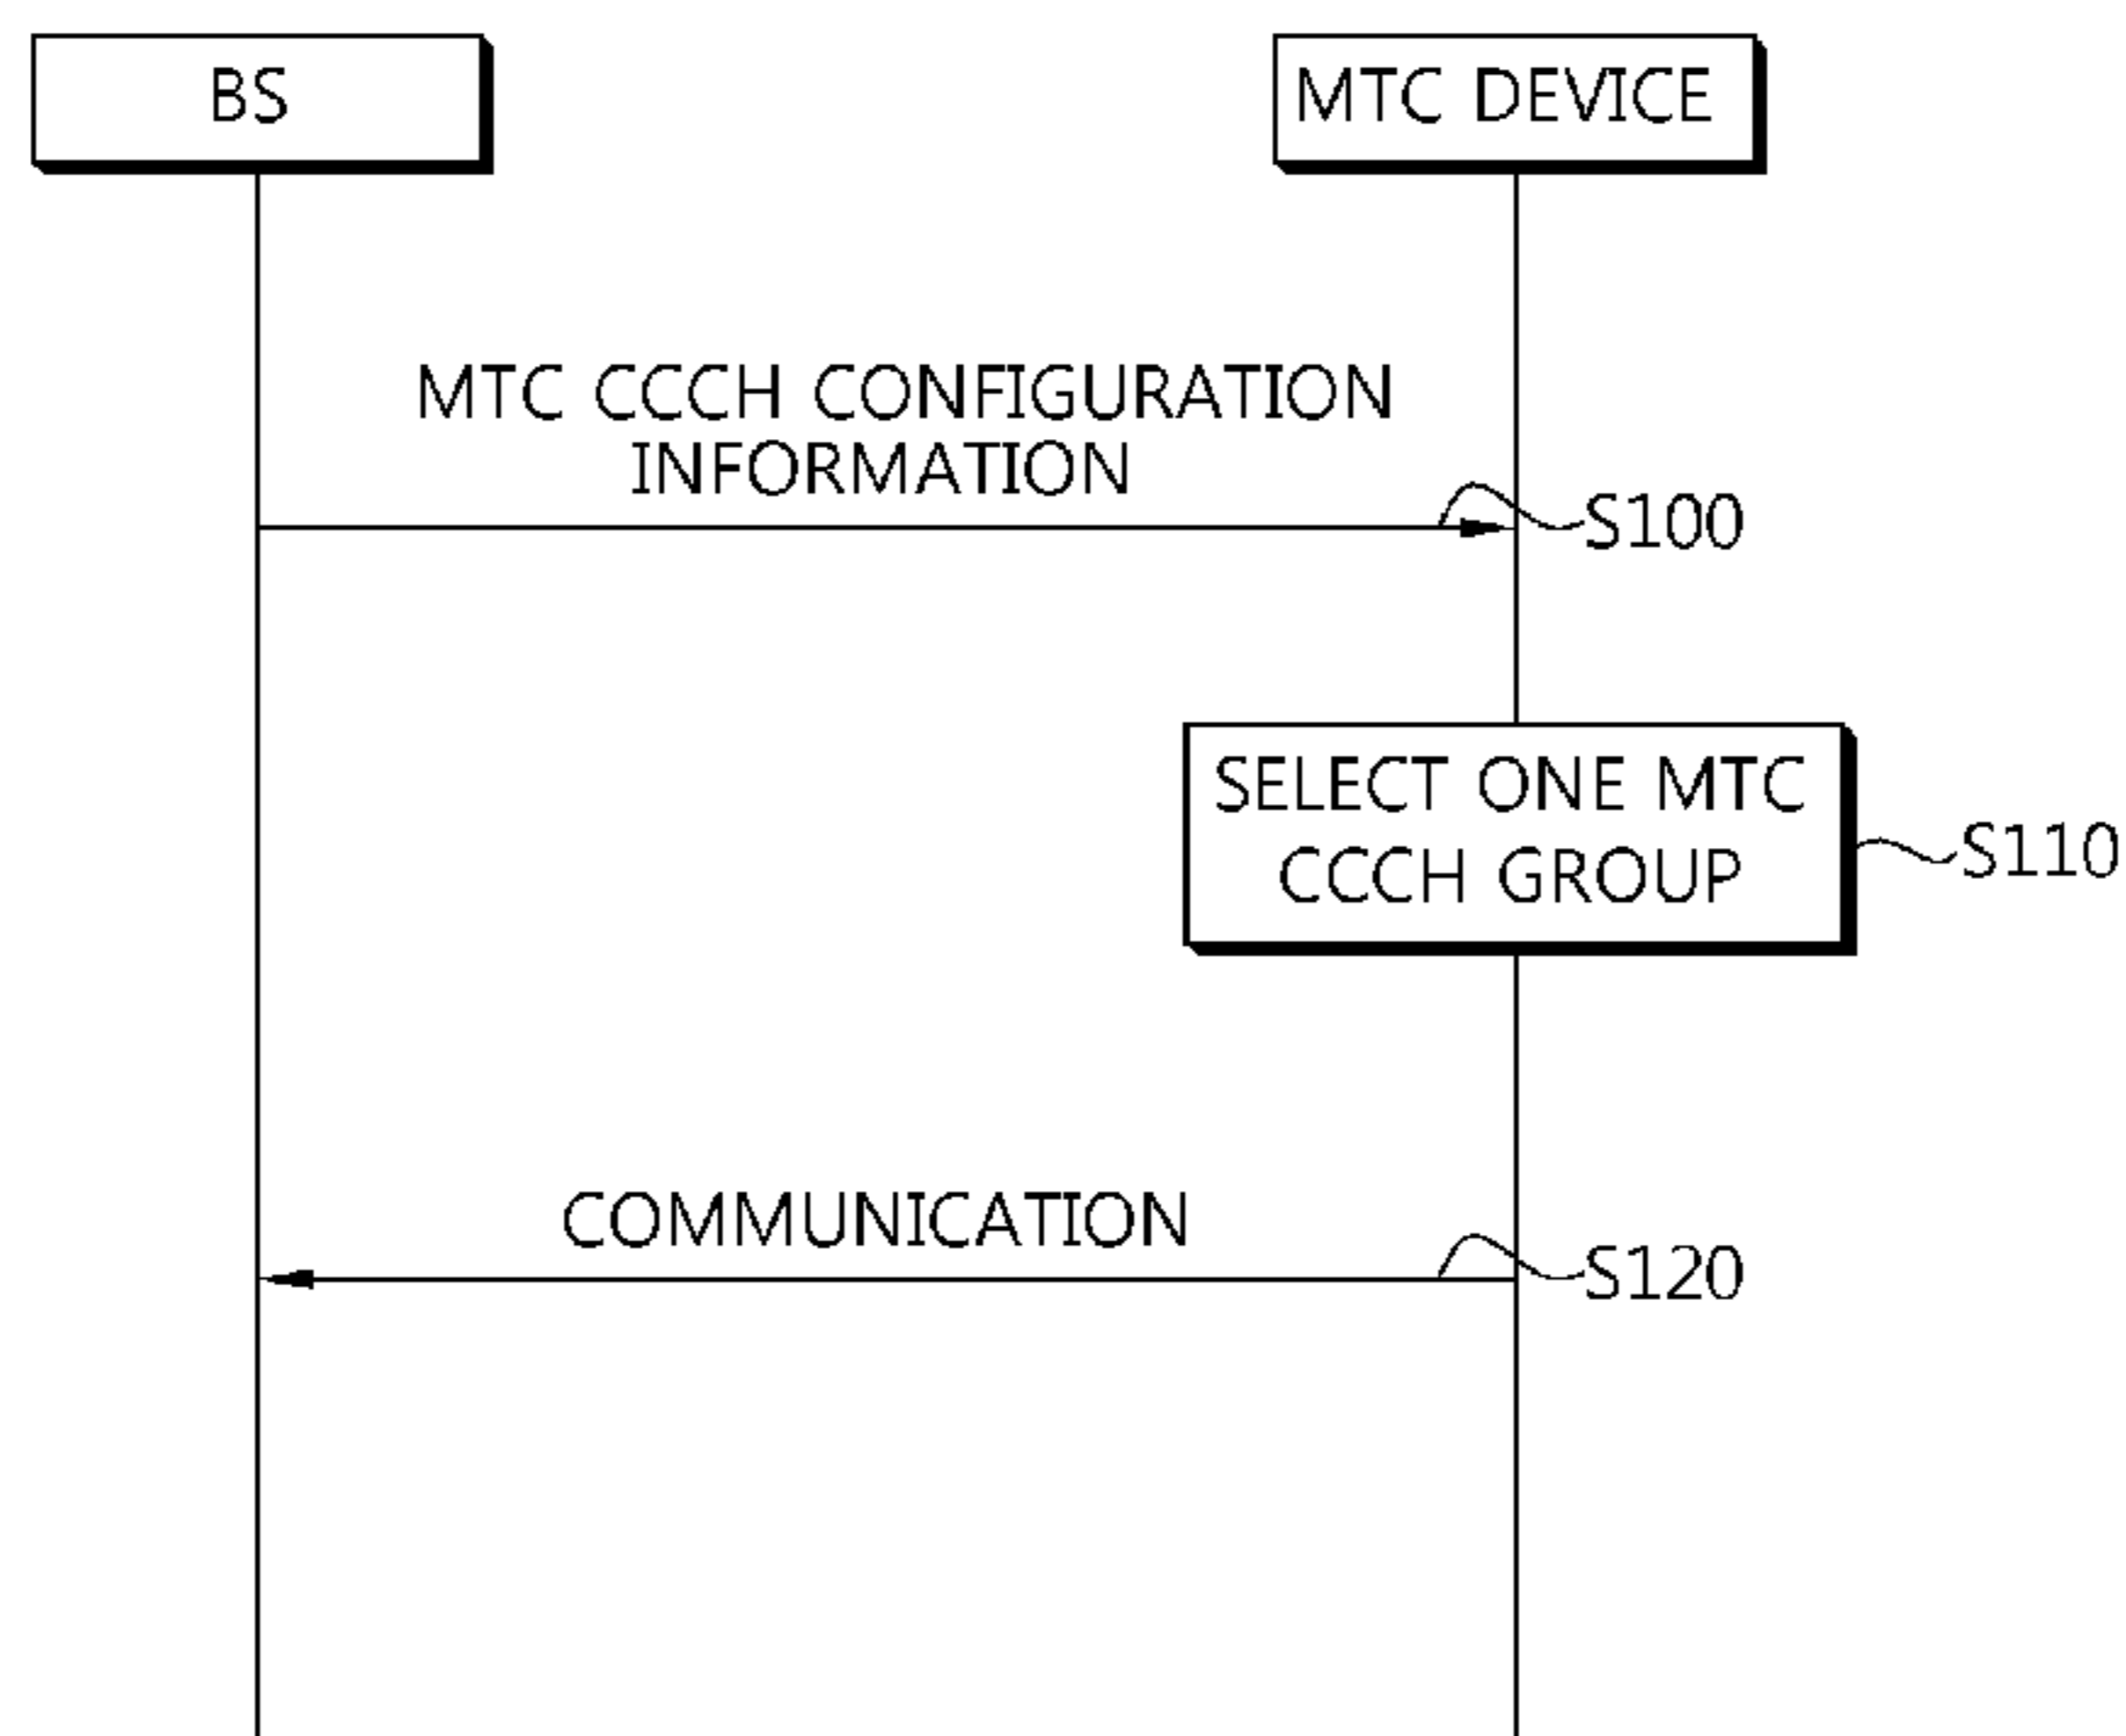 BS
MTC DEVICE
MTC CCCH CONFIGURATION
INFORMATION
S100
SELECT ONE MTC
CCCH GROUP
S110
COMMUNICATION
S120